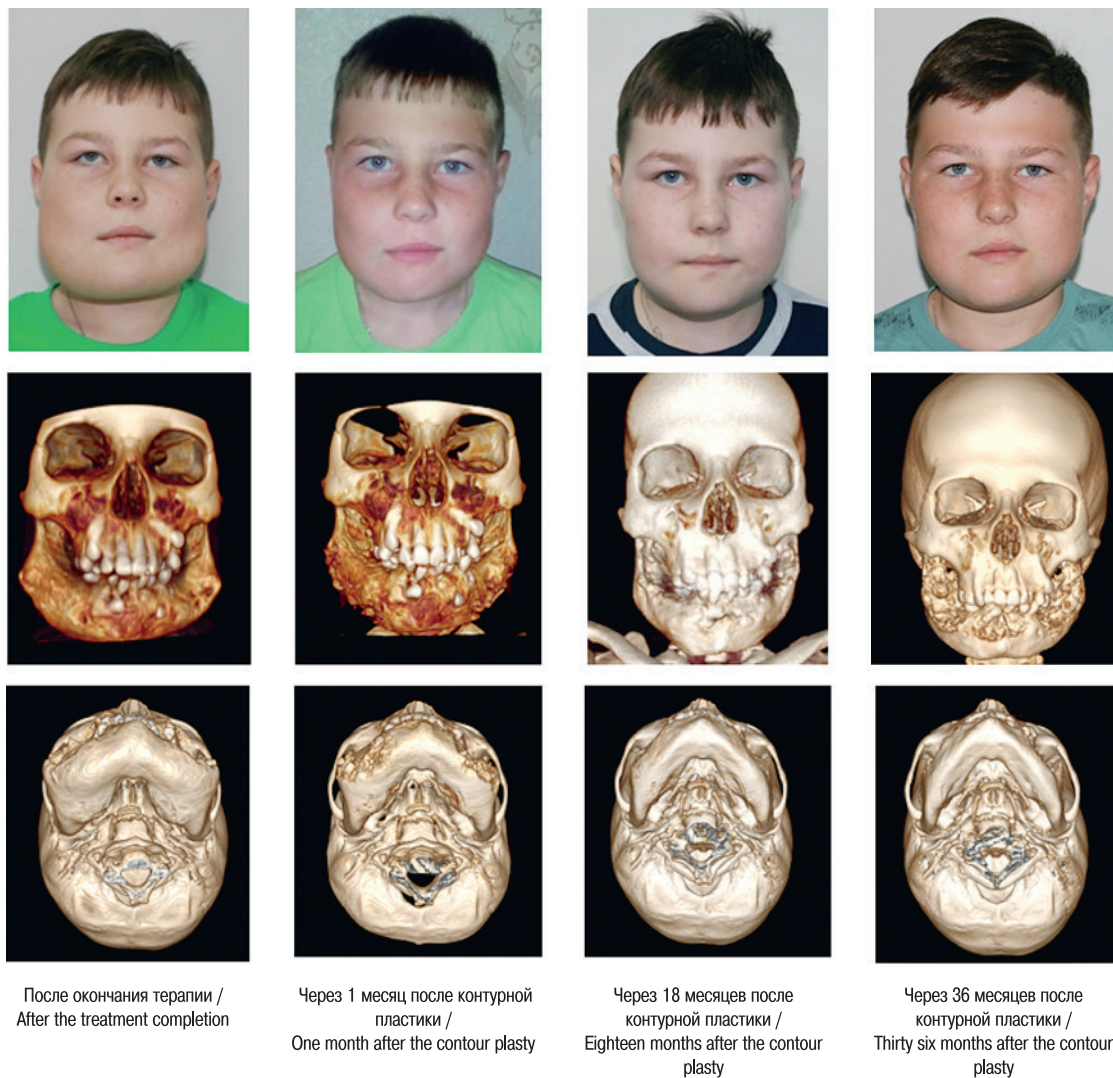 После окончания терапии /
After the treatment completion
Через 1 месяц после контурной
пластики /
One month after the contour plasty
Через 18 месяцев после
контурной пластики /
Eighteen months after the contour
plasty
Через 36 месяцев после
контурной пластики /
Thirty six months after the contour
plasty